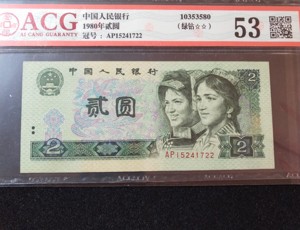 ACG
AI CANG GUARANTY
中国人民银行
1980年贰圆
冠号：AP15241722
10353580
(绿钻☆☆)
53
中国人民银行
2
贰圆
2
2
AP15241722